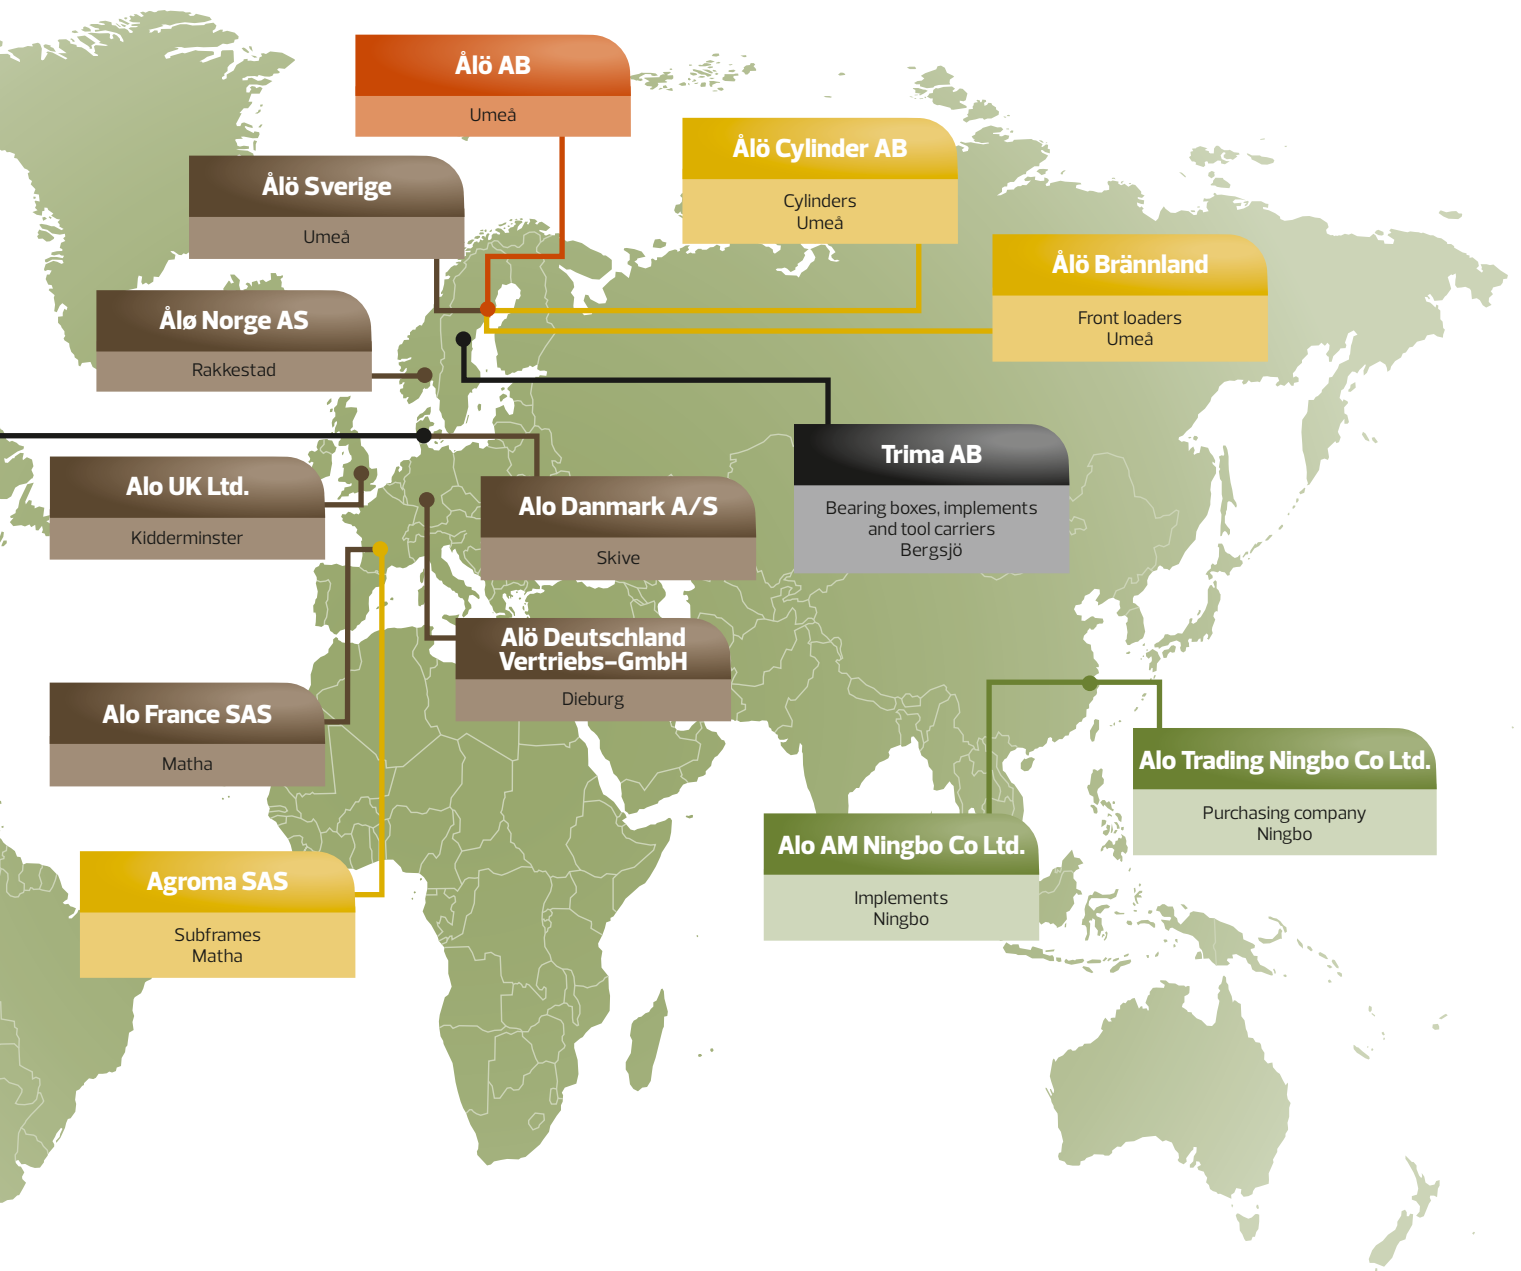 Ålö AB
Umeå
Ålö Cylinder AB
Cylinders
Umeå
Ålö Sverige
Umeå
Ålö Brännland
Front loaders
Umeå
Ålø Norge AS
Rakkestad
Trima AB
Bearing boxes, implements
and tool carriers
Bergsjö
Alo UK Ltd.
Kidderminster
Alo Danmark A/S
Skive
Alö Deutschland
Vertriebs-GmbH
Dieburg
Alo France SAS
Matha
Alo Trading Ningbo Co Ltd.
Purchasing company
Ningbo
Alo AM Ningbo Co Ltd.
Implements
Ningbo
Agroma SAS
Subframes
Matha